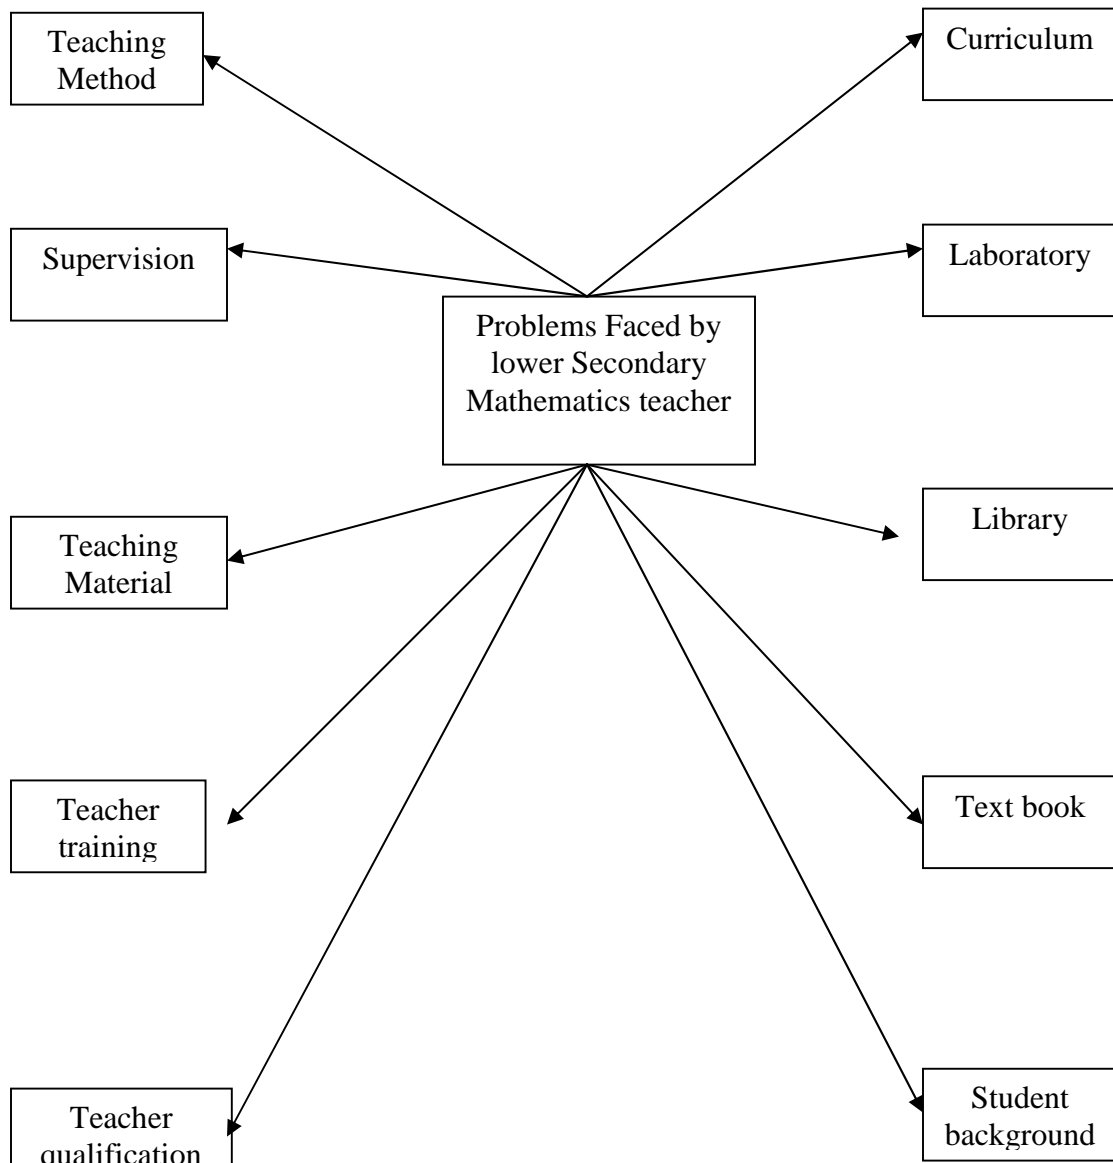 Teaching
Method
Curriculum
Supervision
Laboratory
Problems Faced by
lower Secondary
Mathematics teacher
Teaching
Material
Library
Teacher
training
Text book
Teacher
qualification
Student
background